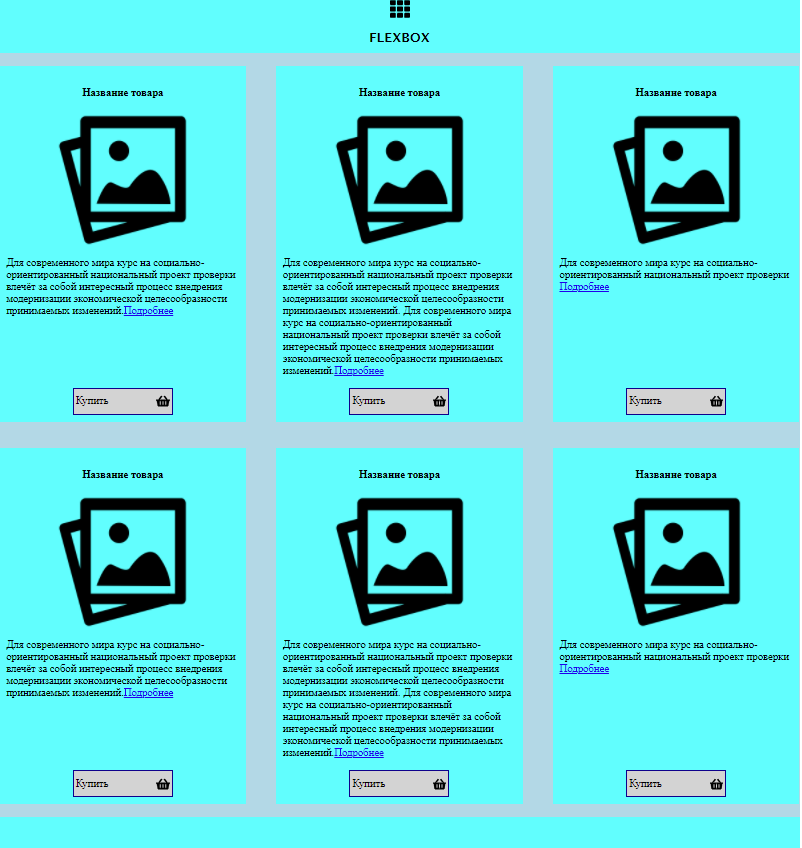 FLEXBOX
Название товара
Для современного мира курс на социально-
ориентированный национальный проект проверки
влечёт за собой интересный процесс внедрения
модернизации экономической целесообразности
принимаемых изменений.Подробнее
Купить
Название товара
Для современного мира курс на социально-
ориентированный национальный проект проверки
влечёт за собой интересный процесс внедрения
модернизации экономической целесообразности
принимаемых изменений. Для современного мира
курс на социально-ориентированный
национальный проект проверки влечёт за собой
интересный процесс внедрения модернизации
экономической целесообразности принимаемых
изменений.Подробнее
Купить
Название товара
Для современного мира курс на социально-
ориентированный национальный проект проверки
Подробнее
Купить
Название товара
Для современного мира курс на социально-
ориентированный национальный проект проверки
влечёт за собой интересный процесс внедрения
модернизации экономической целесообразности
принимаемых изменений.Подробнее
Купить
Название товара
Для современного мира курс на социально-
ориентированный национальный проект проверки
влечёт за собой интересный процесс внедрения
модернизации экономической целесообразности
принимаемых изменений. Для современного мира
курс на социально-ориентированный
национальный проект проверки влечёт за собой
интересный процесс внедрения модернизации
экономической целесообразности принимаемых
изменений.Подробнее
Купить
Название товара
Для современного мира курс на социально-
ориентированный национальный проект проверки
Подробнее
Купить